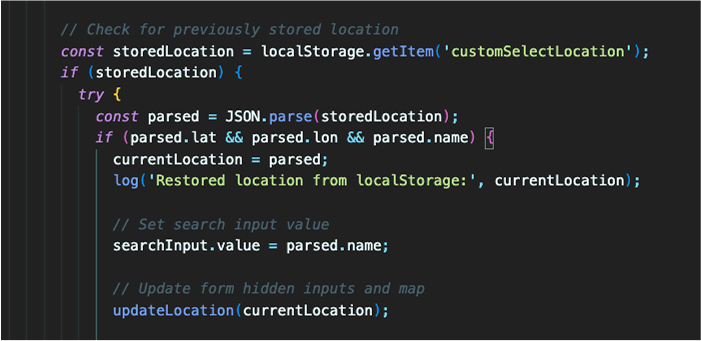 // Check for previously stored location
const storedLocation = localStorage.getItem('customSelectLocation');
if (storedLocation) {
try {
const parsed = JSON.parse(storedLocation);
if (parsed.lat && parsed.lon && parsed.name) {
currentLocation = parsed;
log('Restored location from localStorage:', currentLocation);
// Set search input value
searchInput.value = parsed.name;
// Update form hidden inputs and map
updateLocation(currentLocation);